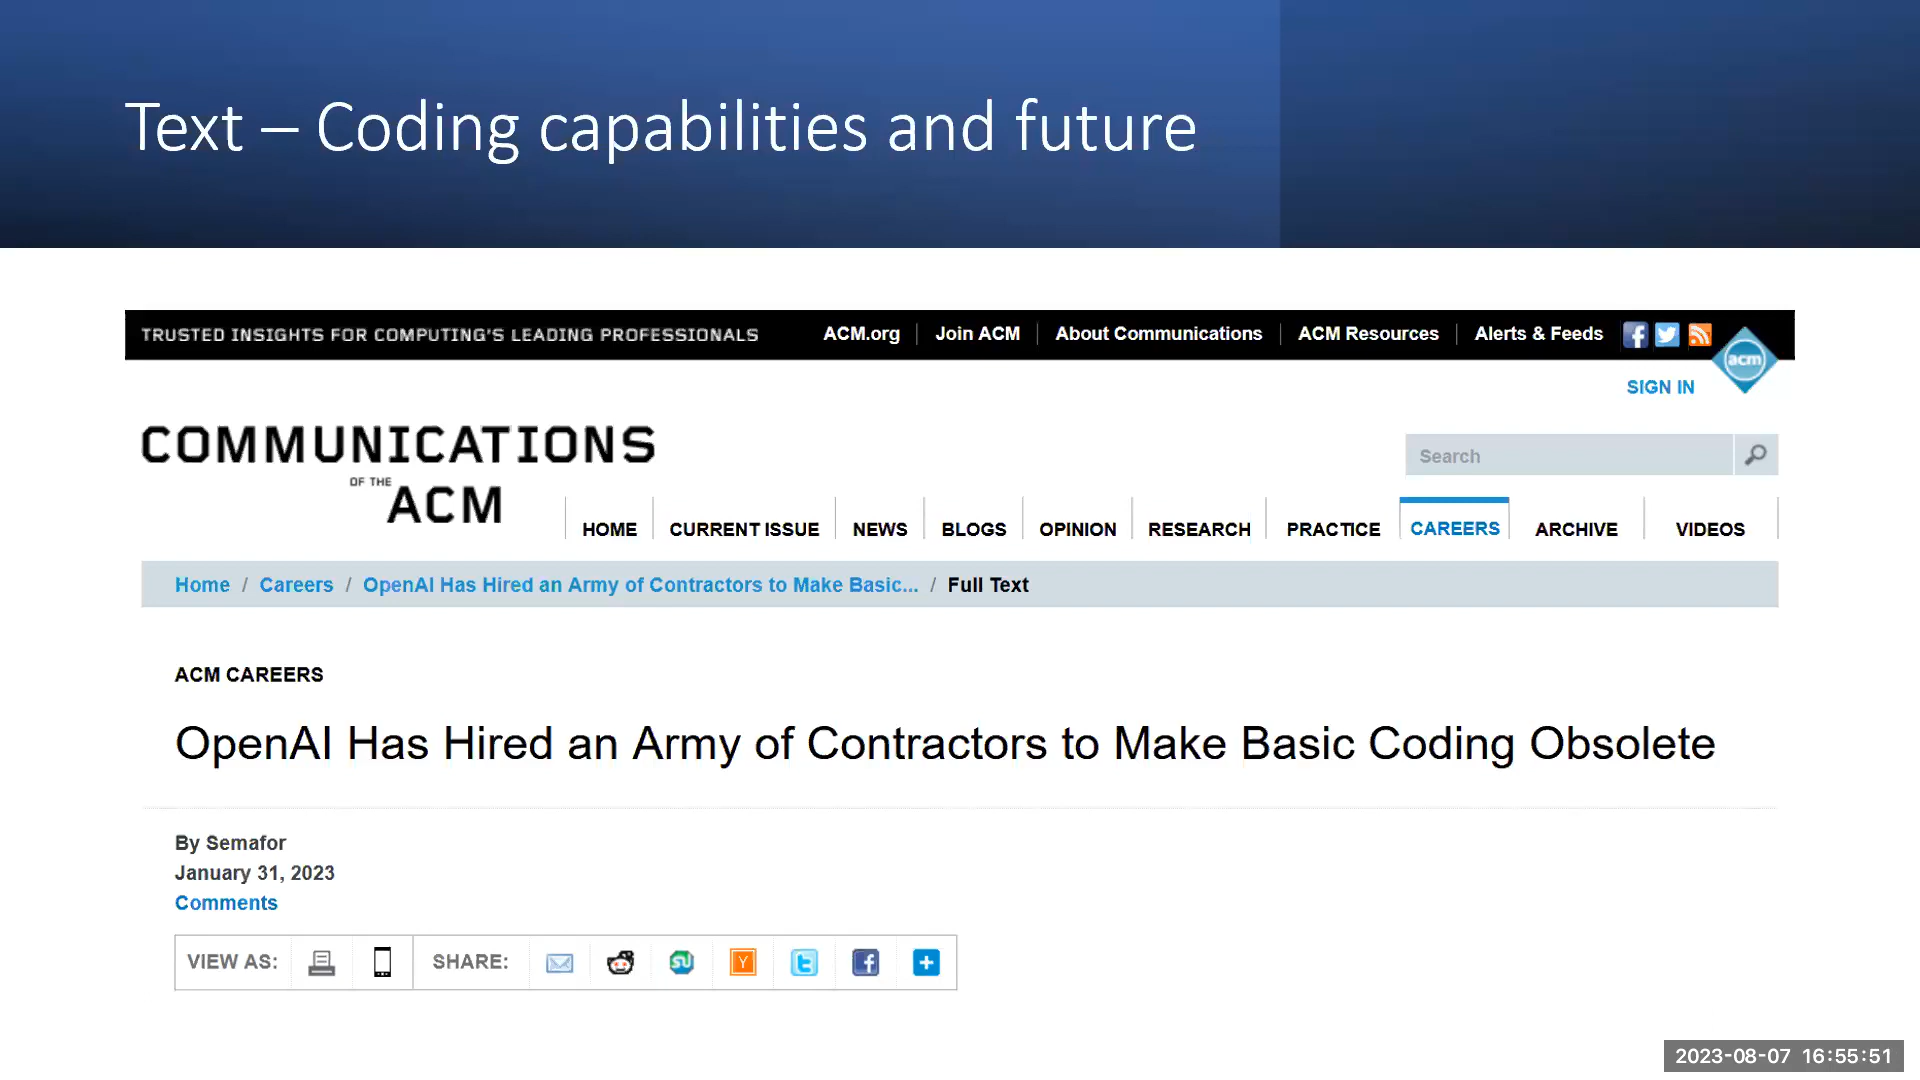 Text – Coding capabilities and future
TRUSTED INSIGHTS FOR COMPUTING'S LEADING PROFESSIONALS
ACM.org | Join ACM | About Communications | ACM Resources | Alerts & Feeds
acm
SIGN IN
COMMUNICATIONS
OF THE
ACM
Search
HOME CURRENT ISSUE NEWS BLOGS OPINION RESEARCH PRACTICE CAREERS ARCHIVE VIDEOS
Home / Careers / OpenAI Has Hired an Army of Contractors to Make Basic... / Full Text
ACM CAREERS
OpenAI Has Hired an Army of Contractors to Make Basic Coding Obsolete
By Semafor
January 31, 2023
Comments
VIEW AS: SHARE:
2023-08-07 16:55:51